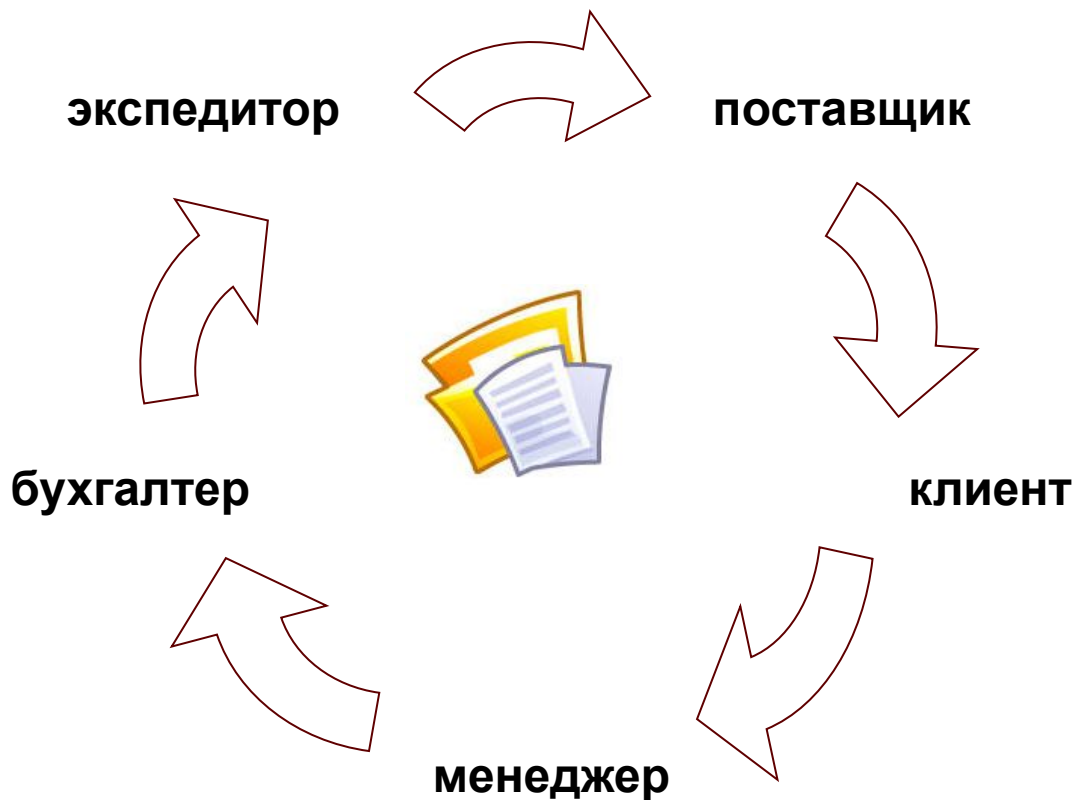 экспедитор
поставщик
бухгалтер
клиент
менеджер